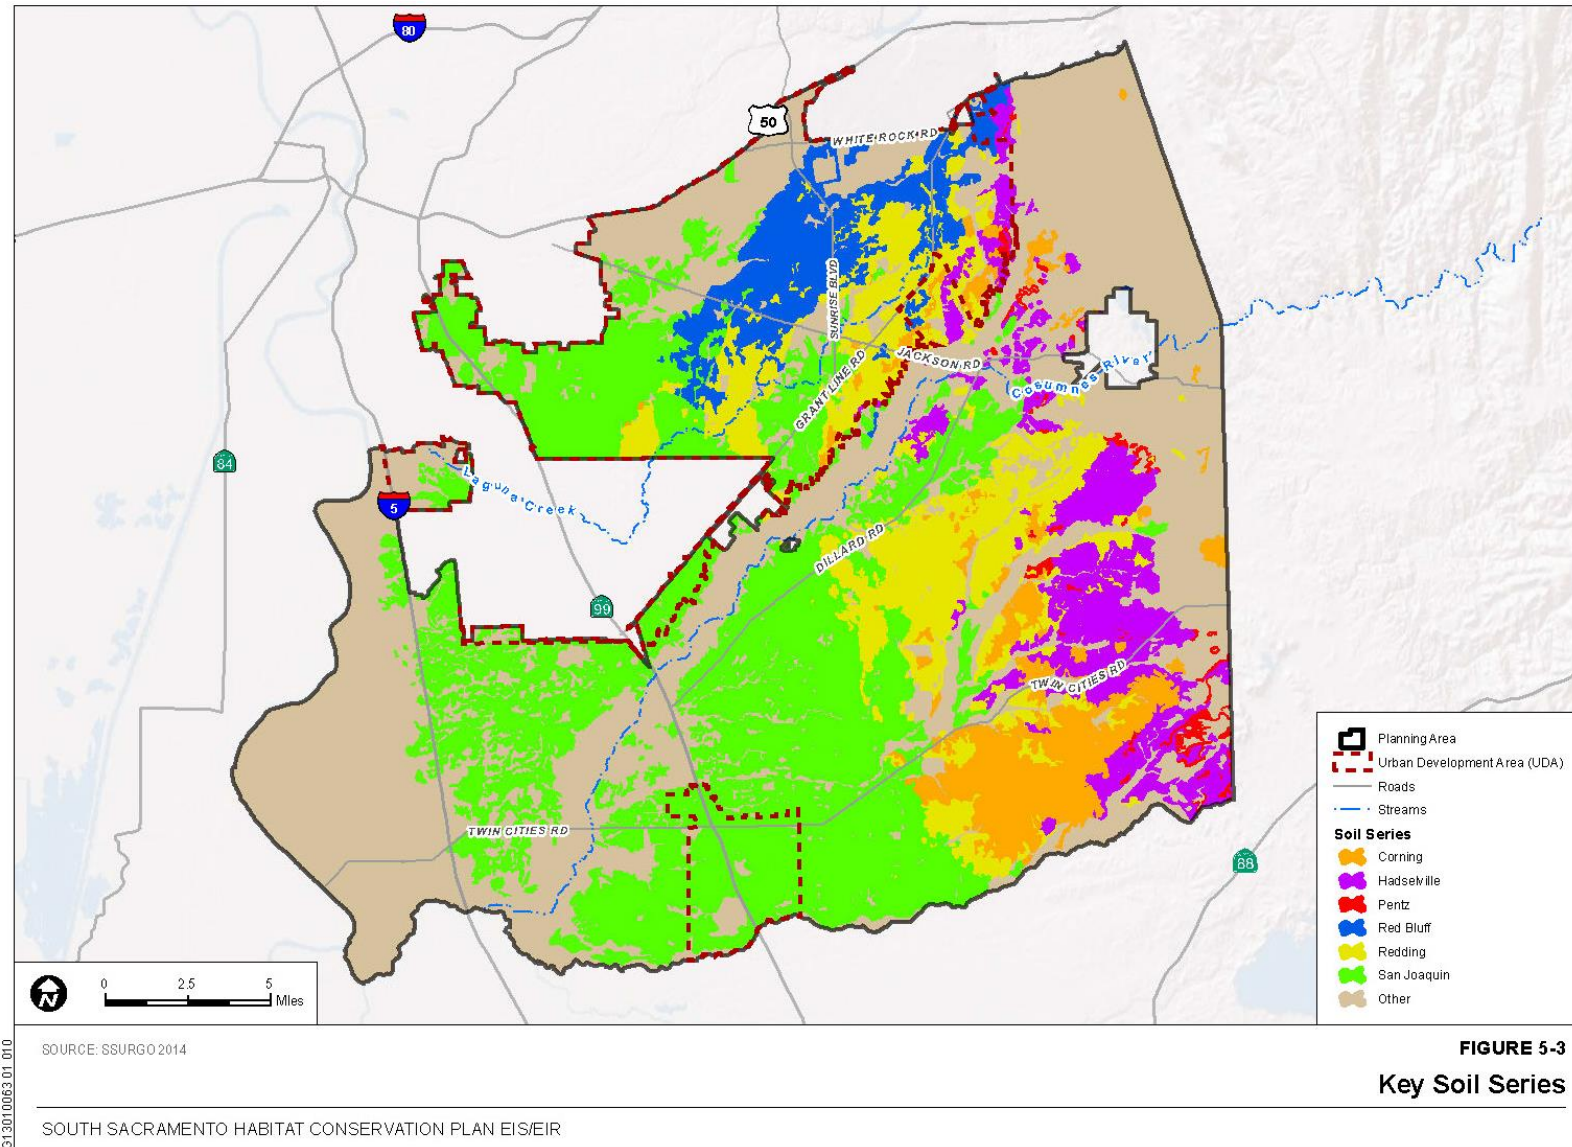 80
50
WHITE ROCK RD
SUNRISE BLVD
JACKSON RD
GRANT LINE RD
Cosumnes River
84
Laguna Creek
5
DILLARD RD
99
TWIN CITIES RD
TWIN CITIES RD
88
Planning Area
Urban Development Area (UDA)
Roads
Streams
Soil Series
Corning
Hadselville
Pentz
Red Bluff
Redding
San Joaquin
Other
N
0 2.5 5
Miles
SOURCE: SSURGO 2014
FIGURE 5-3
Key Soil Series
SOUTH SACRAMENTO HABITAT CONSERVATION PLAN EIS/EIR